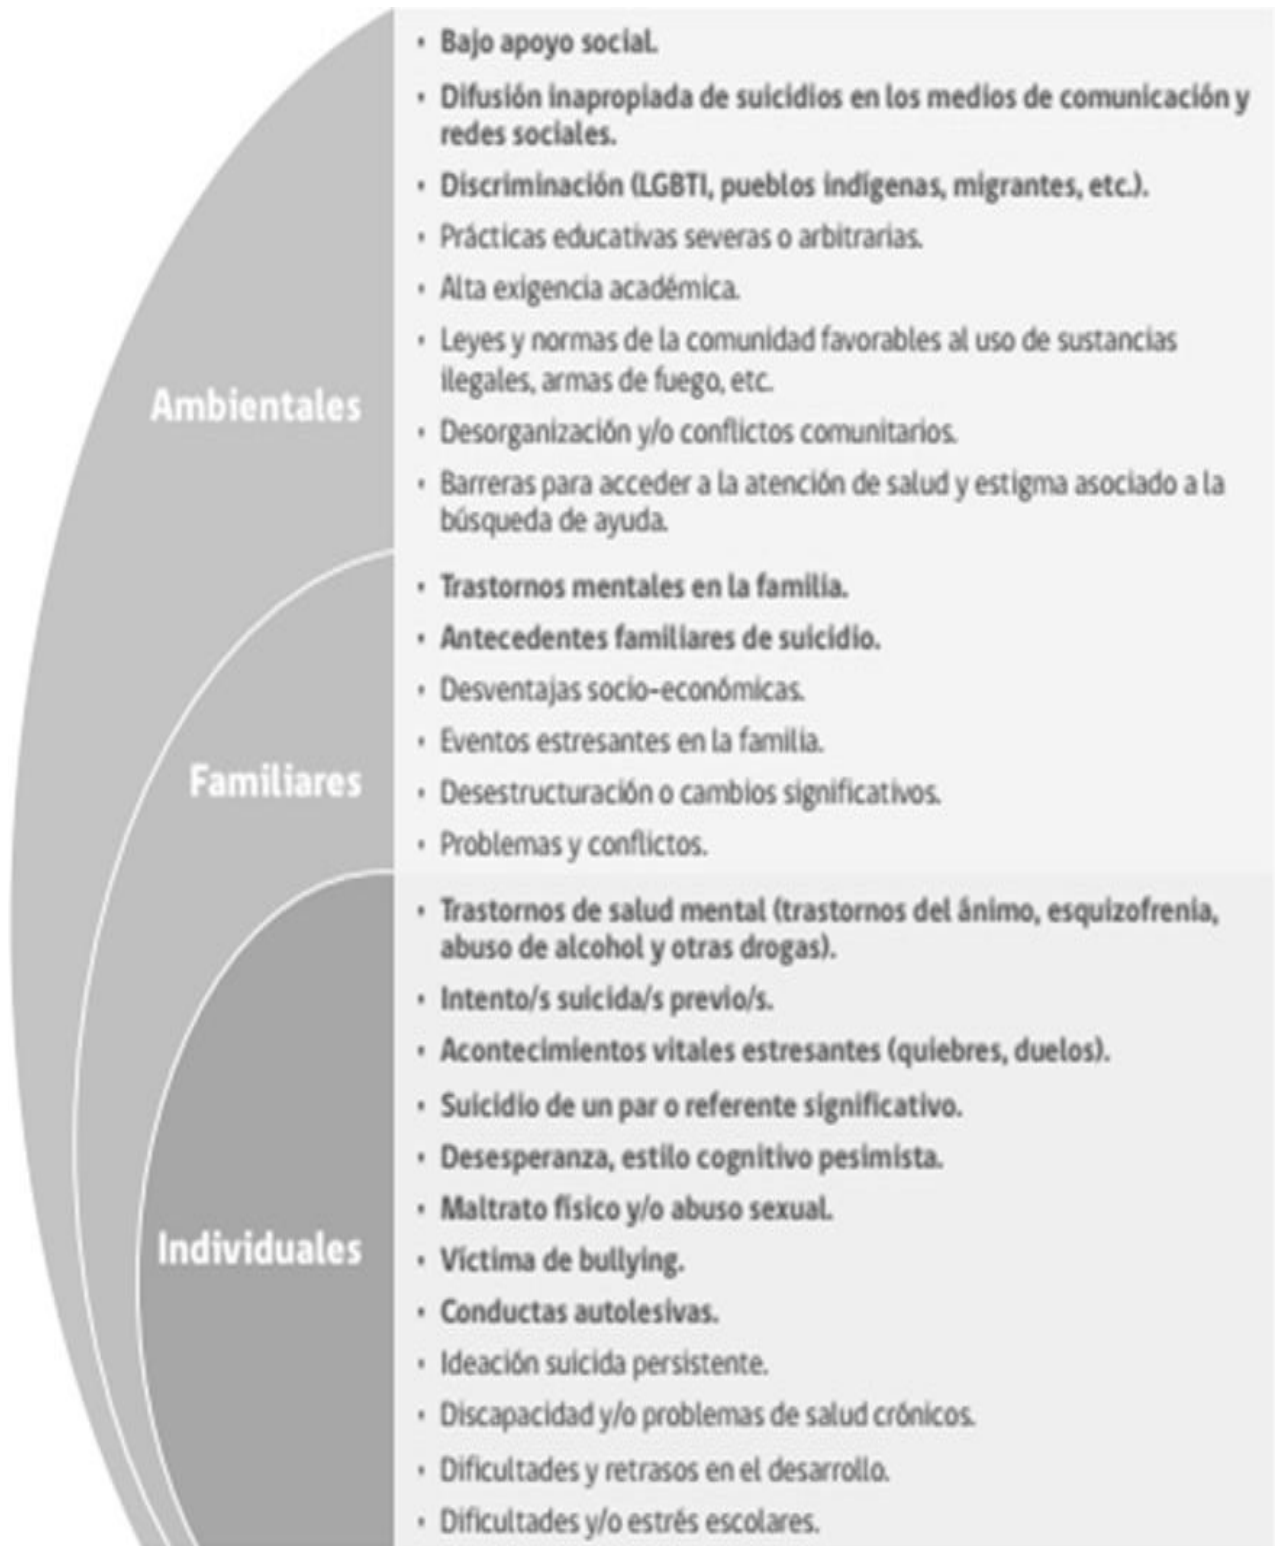 • Bajo apoyo social.
• Difusión inapropiada de suicidios en los medios de comunicación y
redes sociales.
• Discriminación (LGBTI, pueblos indígenas, migrantes, etc.).
• Prácticas educativas severas o arbitrarias.
• Alta exigencia académica.
• Leyes y normas de la comunidad favorables al uso de sustancias
ilegales, armas de fuego, etc.
Ambientales
• Desorganización y/o conflictos comunitarios.
• Barreras para acceder a la atención de salud y estigma asociado a la
búsqueda de ayuda.
• Trastornos mentales en la familia.
• Antecedentes familiares de suicidio.
• Desventajas socio-económicas.
• Eventos estresantes en la familia.
Familiares
• Desestructuración o cambios significativos.
• Problemas y conflictos.
• Trastornos de salud mental (trastornos del ánimo, esquizofrenia,
abuso de alcohol y otras drogas).
• Intento/s suicida/s previo/s.
• Acontecimientos vitales estresantes (quiebres, duelos).
• Suicidio de un par o referente significativo.
• Desesperanza, estilo cognitivo pesimista.
• Maltrato físico y/o abuso sexual.
Individuales
• Víctima de bullying.
• Conductas autolesivas.
• Ideación suicida persistente.
• Discapacidad y/o problemas de salud crónicos.
• Dificultades y retrasos en el desarrollo.
• Dificultades y/o estrés escolares.